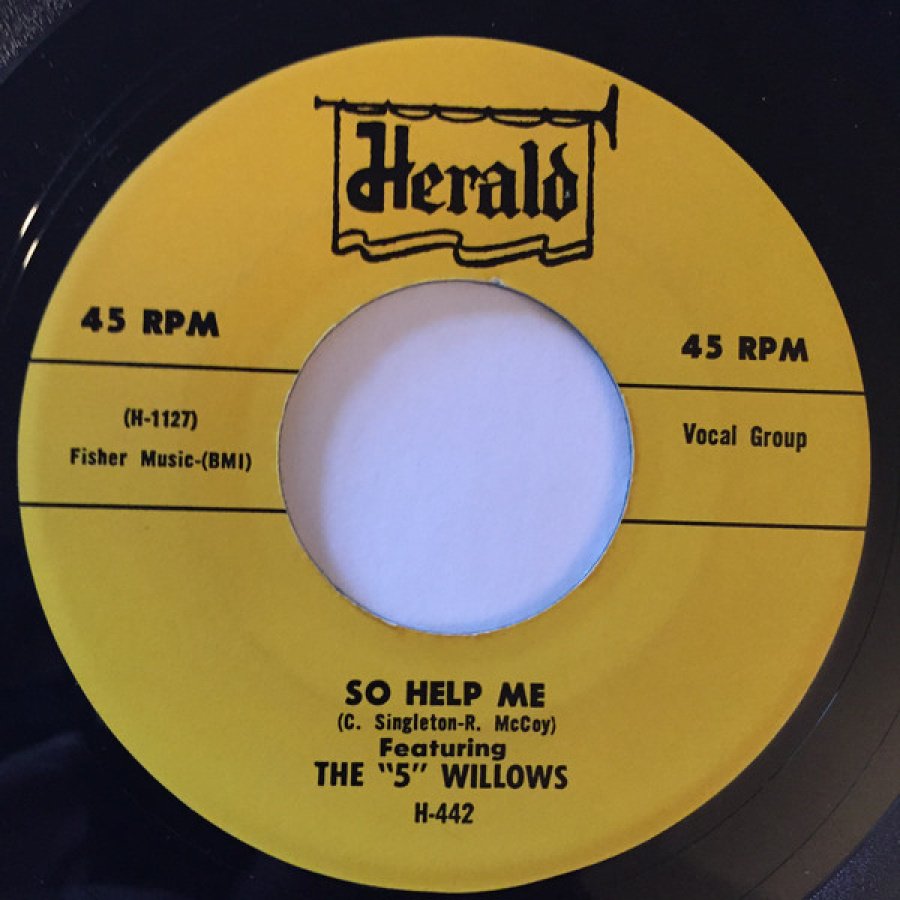 Herald
45 RPM
45 RPM
(H-1127)
Fisher Music-(BMI)
Vocal Group
SO HELP ME
(C. Singleton-R. McCoy)
Featuring
THE "5" WILLOWS
H-442